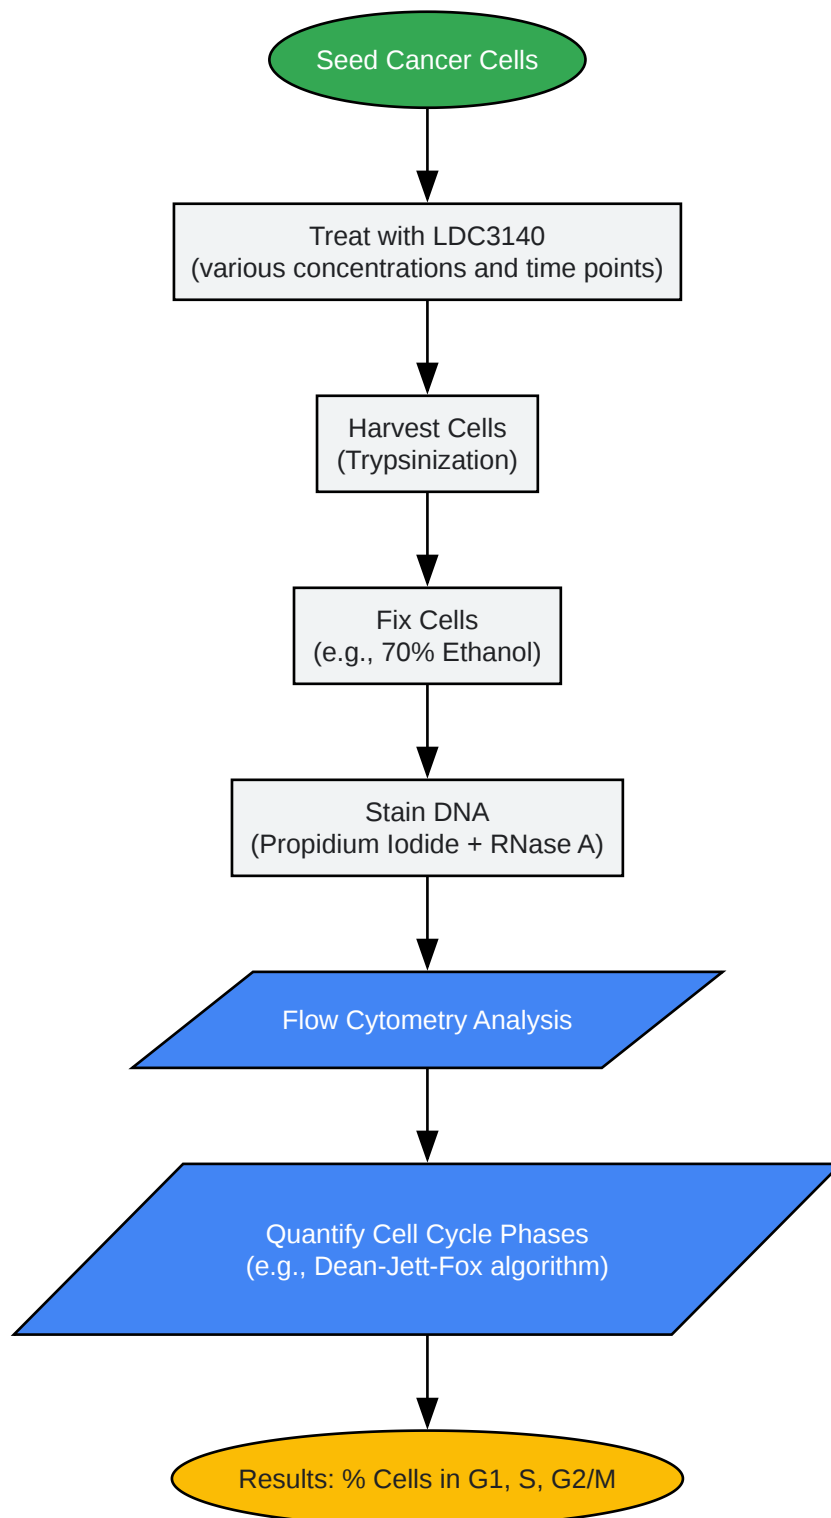 Seed Cancer Cells
Treat with LDC3140
(various concentrations and time points)
Harvest Cells
(Trypsinization)
Fix Cells
(e.g., 70% Ethanol)
Stain DNA
(Propidium Iodide + RNase A)
Flow Cytometry Analysis
Quantify Cell Cycle Phases
(e.g., Dean-Jett-Fox algorithm)
Results: % Cells in G1, S, G2/M